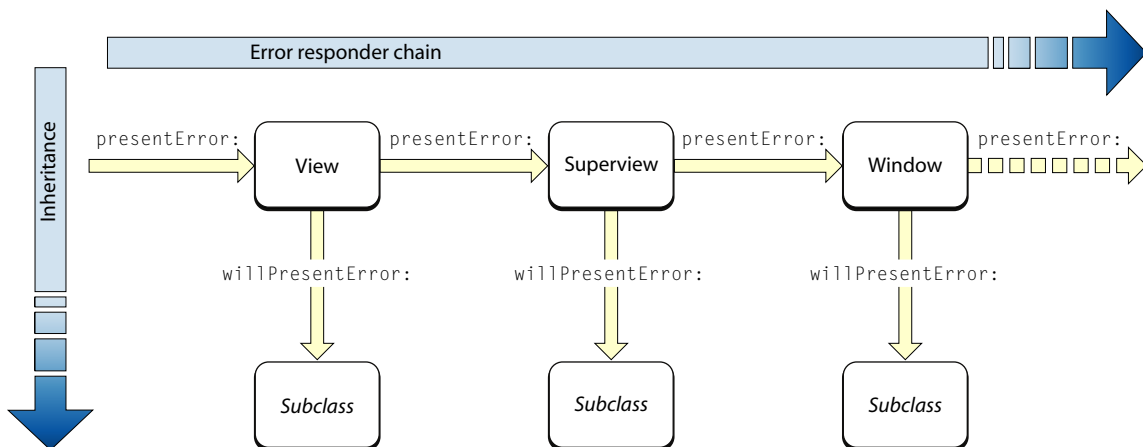 Error responder chain
Inheritance
presentError:
presentError:
presentError:
presentError:
View
Superview
Window
willPresentError:
willPresentError:
willPresentError:
Subclass
Subclass
Subclass